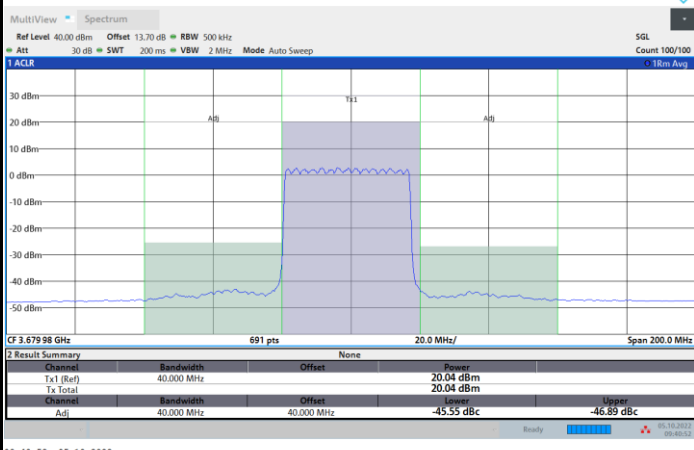 MultiView Spectrum
Ref Level 40.00 dBm Offset 13.70 dB RBW 500 kHz SGL
Att 30 dB SWT 200 ms VBW 2 MHz Mode Auto Sweep Count 100/100
1 ACLR 1Rm Avg
30 dBm
Tx1
20 dBm Adj Adj
10 dBm
0 dBm
-10 dBm
-20 dBm
-30 dBm
-40 dBm
-50 dBm
CF 3.679 98 GHz 691 pts 20.0 MHz/ Span 200.0 MHz
2 Result Summary None
Channel Bandwidth Offset Power
Tx1 (Ref) 40.000 MHz 20.04 dBm
Tx Total 20.04 dBm
Channel Bandwidth Offset Lower Upper
Adj 40.000 MHz 40.000 MHz -45.55 dBc -46.89 dBc
Ready 05.10.2022
09:40:52